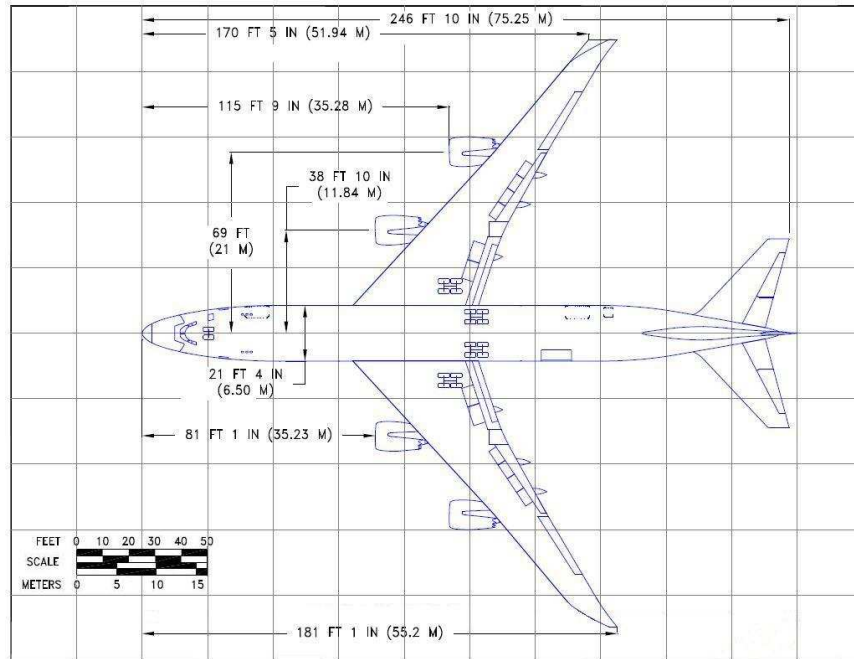 246 FT 10 IN (75.25 M)
170 FT 5 IN (51.94 M)
115 FT 9 IN (35.28 M)
38 FT 10 IN
(11.84 M)
69 FT
(21 M)
21 FT 4 IN
(6.50 M)
81 FT 1 IN (35.23 M)
FEET 0 10 20 30 40 50
SCALE
METERS 0 5 10 15
181 FT 1 IN (55.2 M)